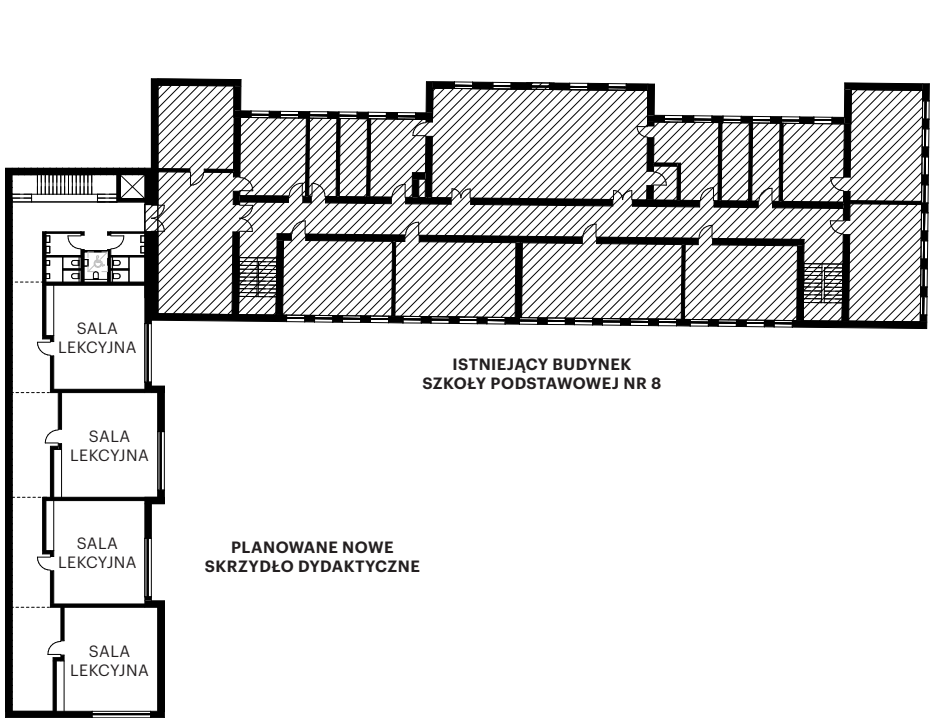 SALA
LEKCYJNA
ISTNIEJĄCY BUDYNEK
SZKOŁY PODSTAWOWEJ NR 8
SALA
LEKCYJNA
SALA
LEKCYJNA
PLANOWANE NOWE
SKRZYDŁO DYDAKTYCZNE
SALA
LEKCYJNA